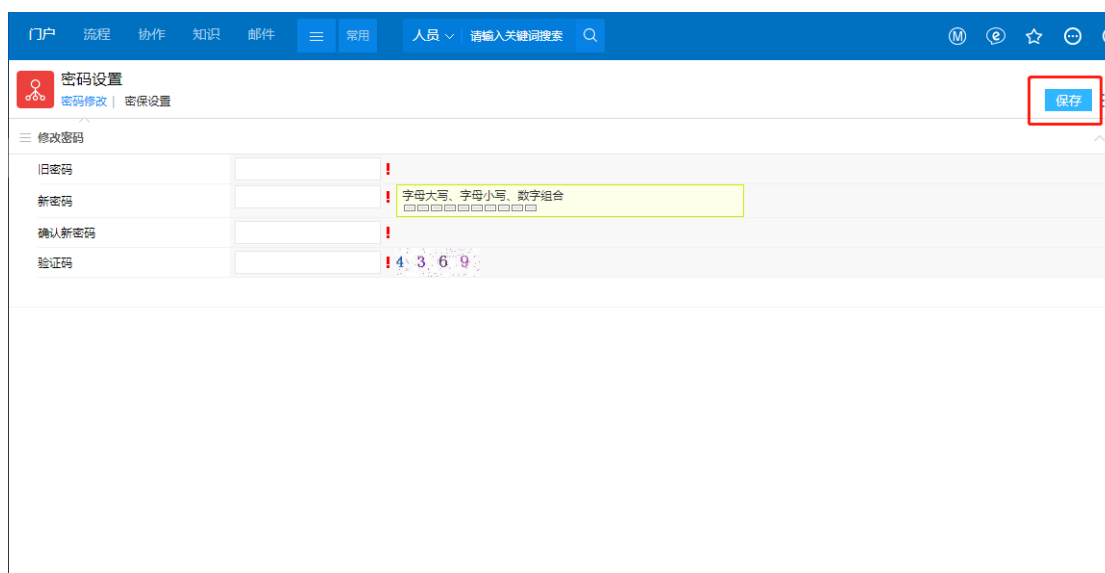 门户 流程 协作 知识 邮件 常用 人员 请输入关键词搜索
密码设置
密码修改 | 密保设置
保存
修改密码
旧密码 !
新密码 ! 字母大写、字母小写、数字组合
确认新密码 !
验证码 ! 4 3 6 9